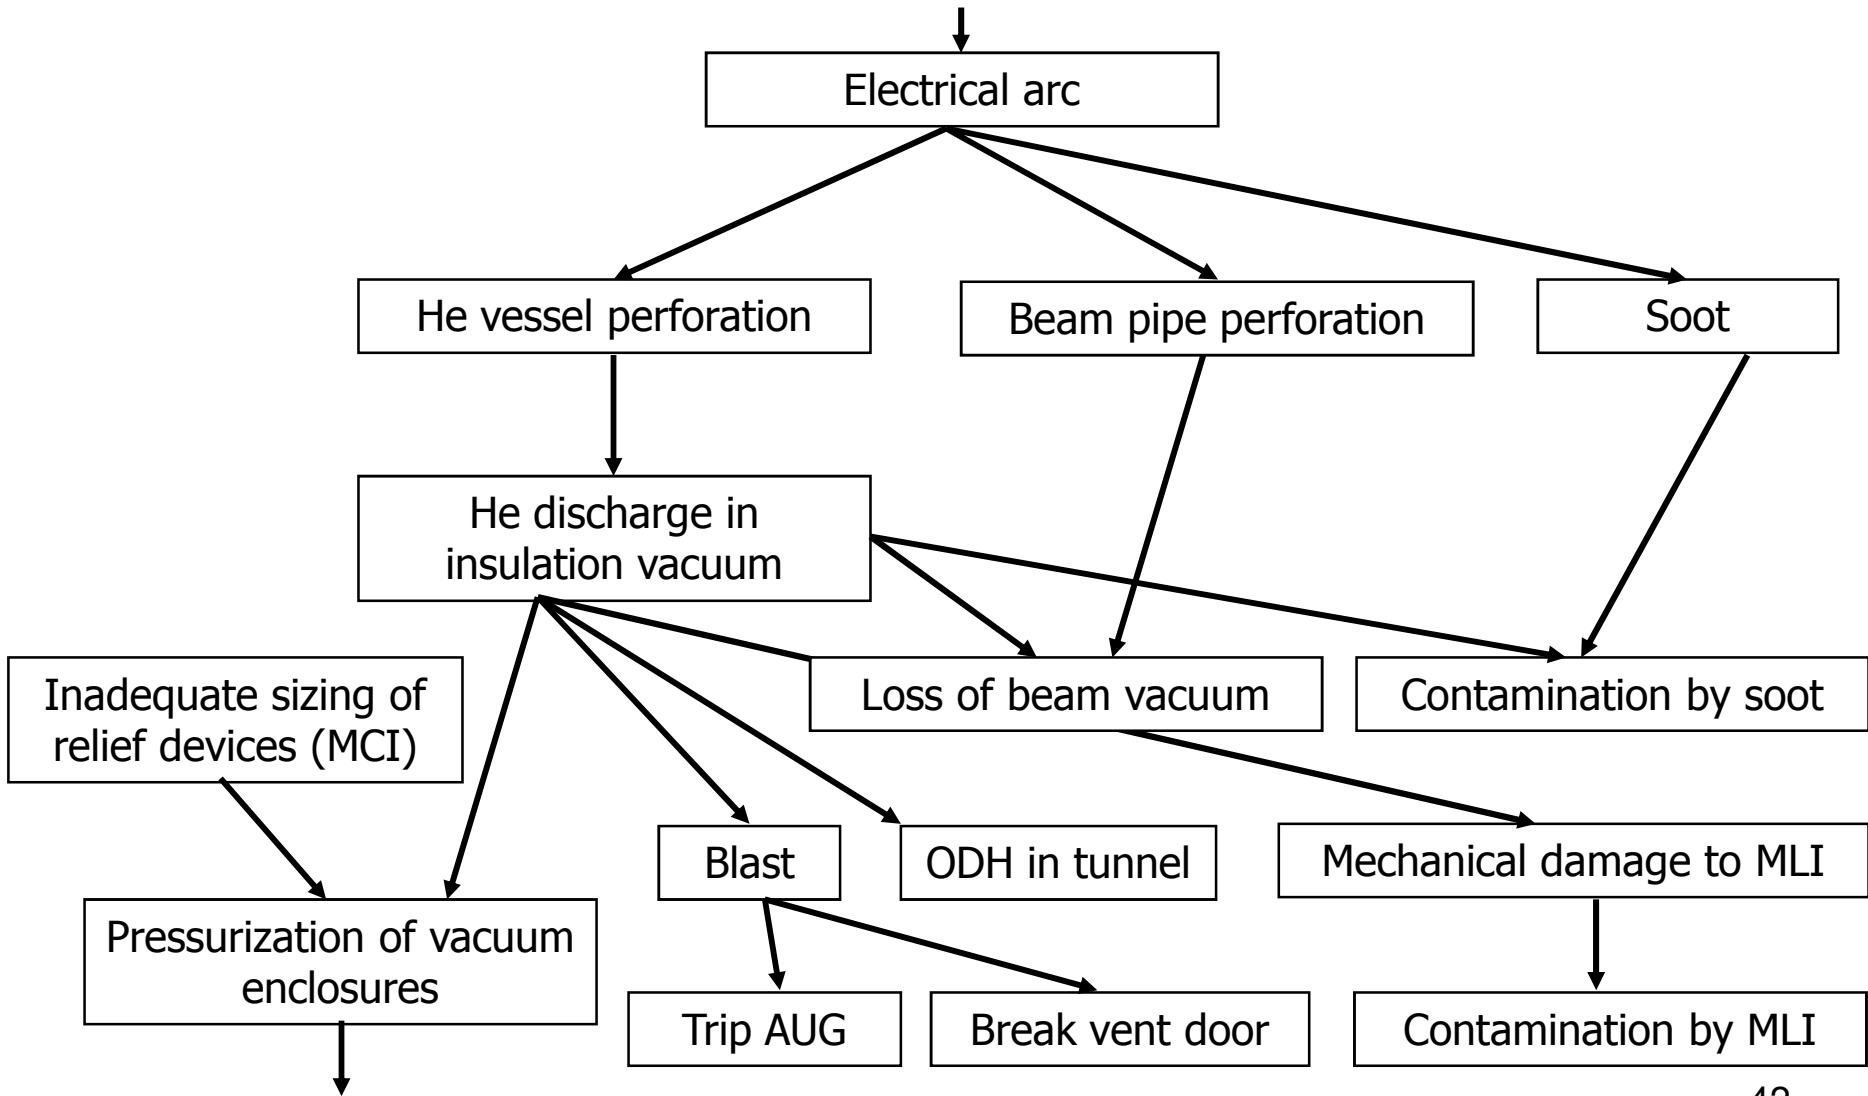 Electrical arc
He vessel perforation
Beam pipe perforation
Soot
He discharge in
insulation vacuum
Inadequate sizing of
relief devices (MCI)
Loss of beam vacuum
Contamination by soot
Blast
ODH in tunnel
Mechanical damage to MLI
Pressurization of vacuum
enclosures
Trip AUG
Break vent door
Contamination by MLI